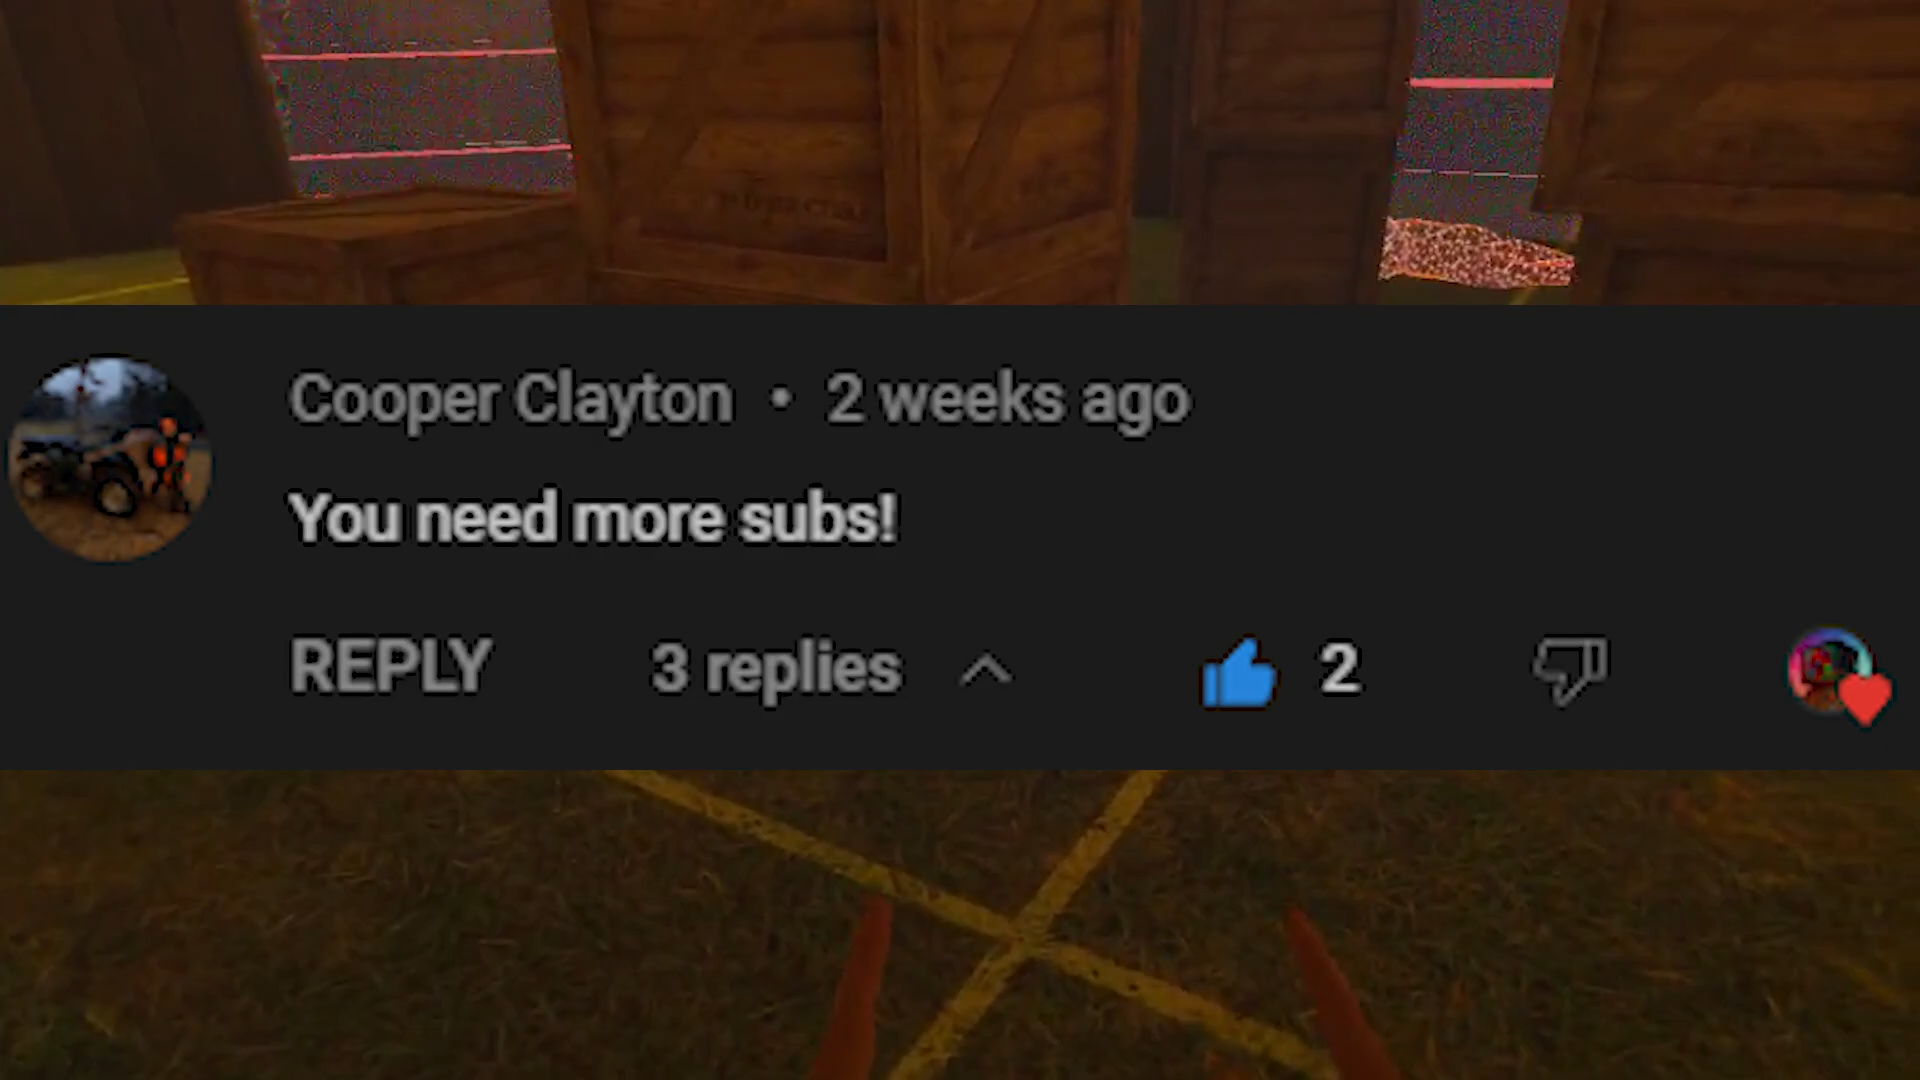 Cooper Clayton • 2 weeks ago
You need more subs!
REPLY 3 replies 2